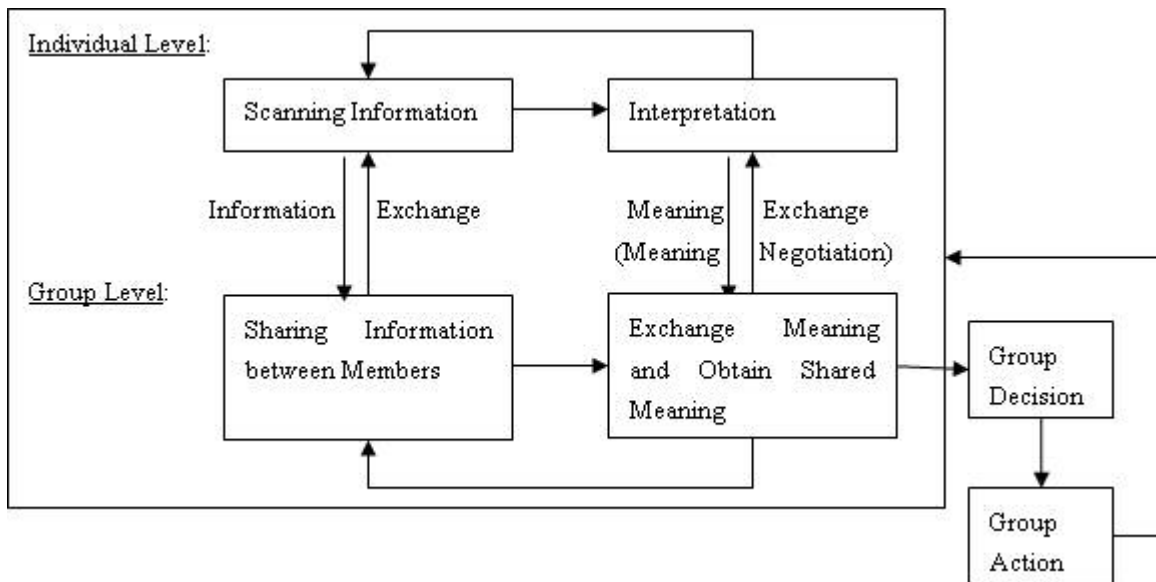 Individual Level:
Scanning Information
Interpretation
Information Exchange
Meaning Exchange
(Meaning Negotiation)
Group Level:
Sharing Information
between Members
Exchange Meaning
and Obtain Shared
Meaning
Group
Decision
Group
Action